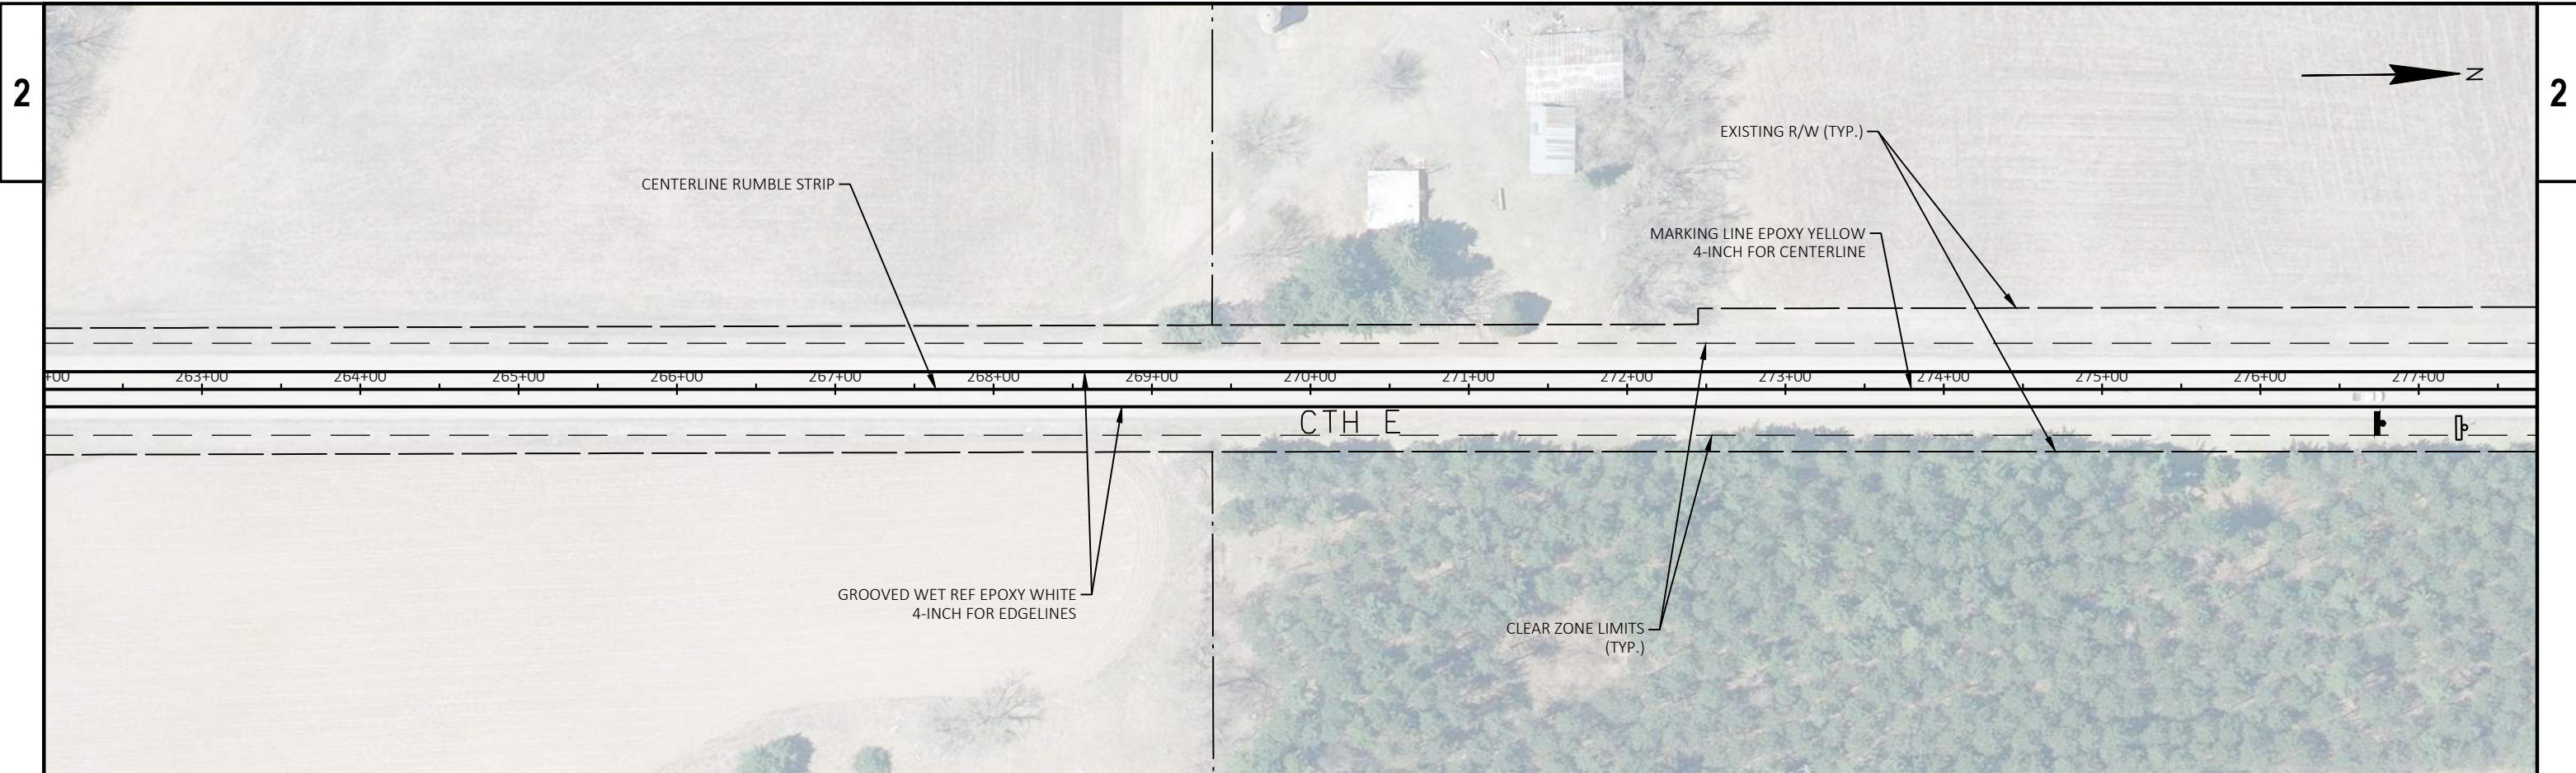 2
2
N
EXISTING R/W (TYP.)
CENTERLINE RUMBLE STRIP
MARKING LINE EPOXY YELLOW
4-INCH FOR CENTERLINE
+00 263+00 264+00 265+00 266+00 267+00 268+00 269+00 270+00 271+00 272+00 273+00 274+00 275+00 276+00 277+00
CTH E
GROOVED WET REF EPOXY WHITE
4-INCH FOR EDGELINES
CLEAR ZONE LIMITS
(TYP.)